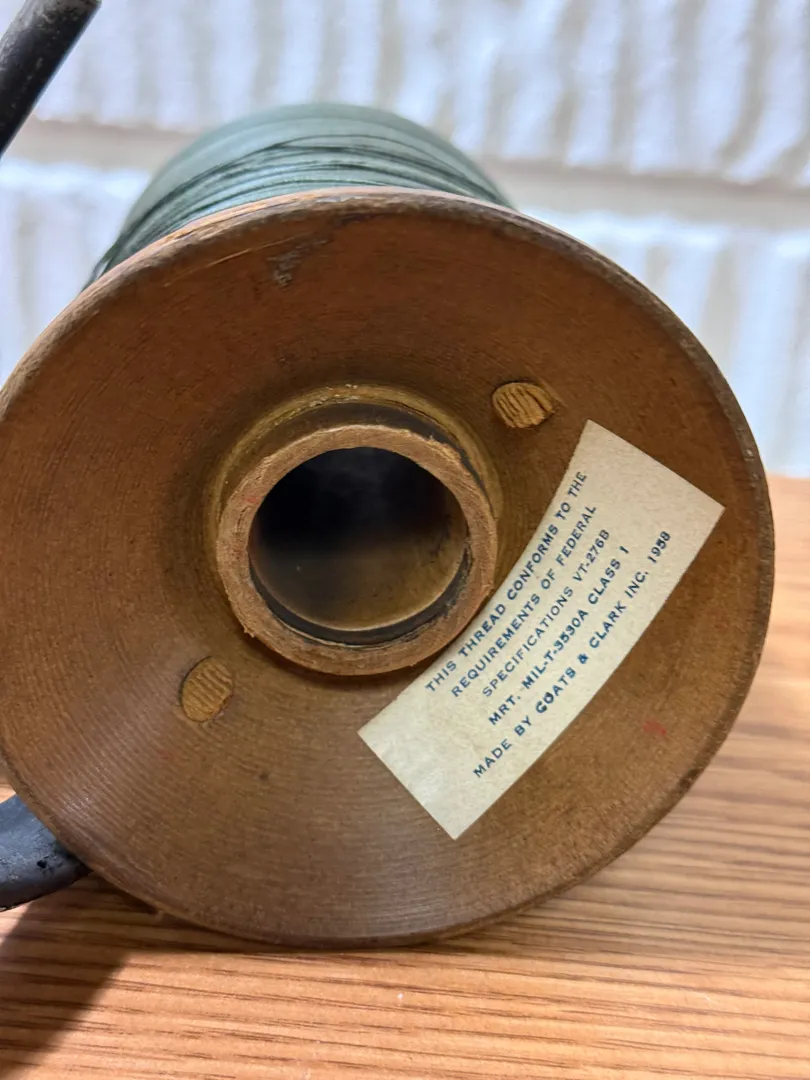 THIS THREAD CONFORMS TO THE
REQUIREMENTS OF FEDERAL
SPECIFICATIONS VT-276B
MRT. MIL-T-3530A CLASS 1
MADE BY COATS & CLARK INC. 1958